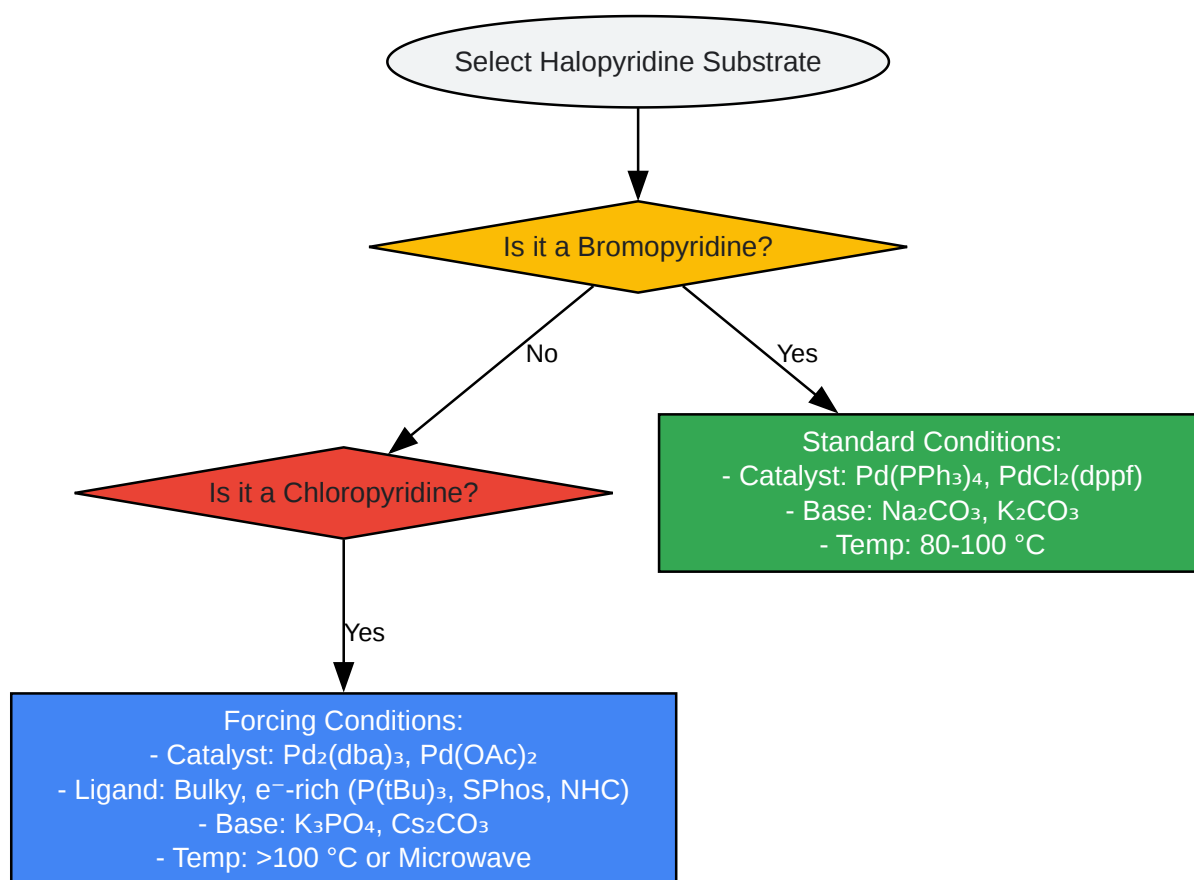 Select Halopyridine Substrate
Is it a Bromopyridine?
No
Yes
Standard Conditions:
- Catalyst: Pd(PPh₃)₄, PdCl₂(dppf)
- Base: Na₂CO₃, K₂CO₃
- Temp: 80-100 °C
Is it a Chloropyridine?
Yes
Forcing Conditions:
- Catalyst: Pd₂(dba)₃, Pd(OAc)₂
- Ligand: Bulky, e⁻-rich (P(tBu)₃, SPhos, NHC)
- Base: K₃PO₄, Cs₂CO₃
- Temp: >100 °C or Microwave